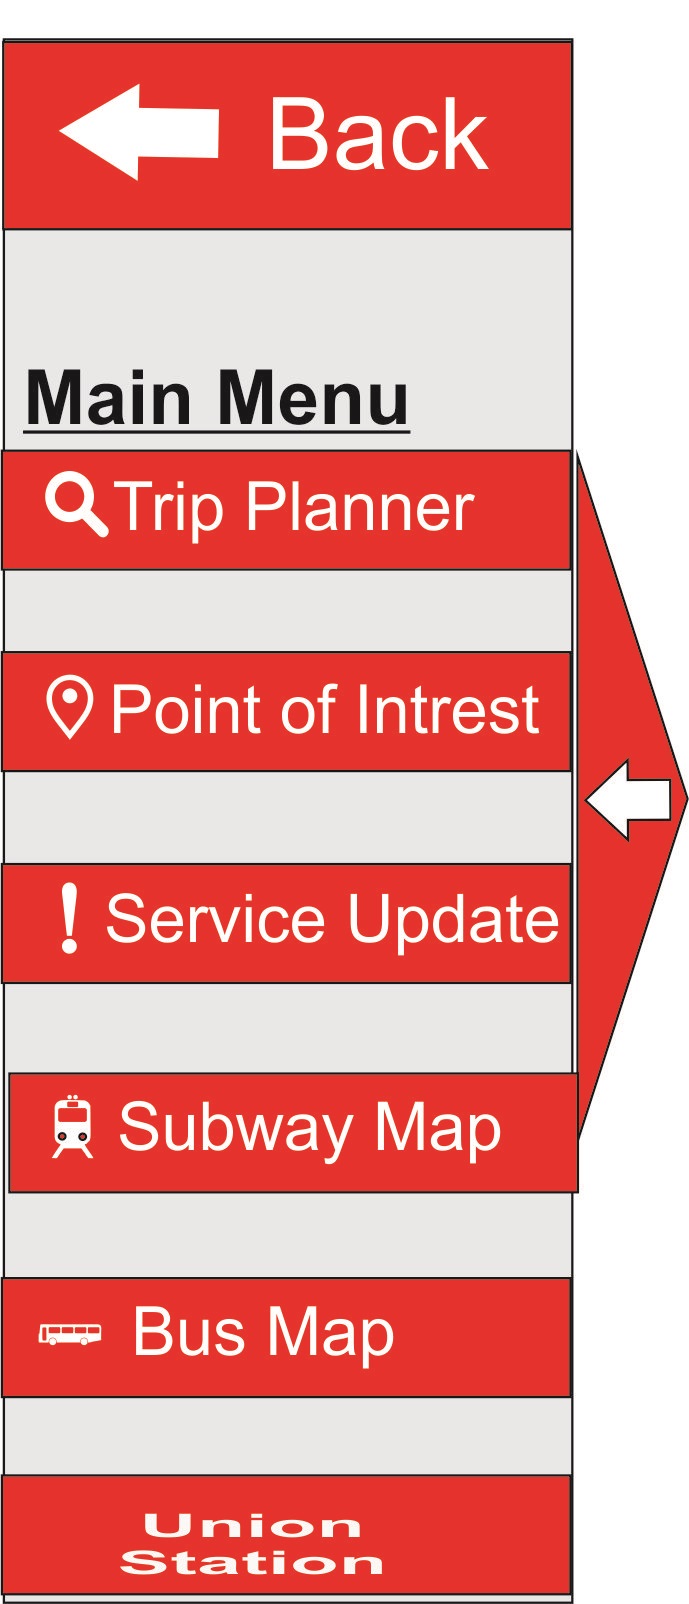 Back
Main Menu
Trip Planner
Point of Intrest
Service Update
Subway Map
Bus Map
Union
Station